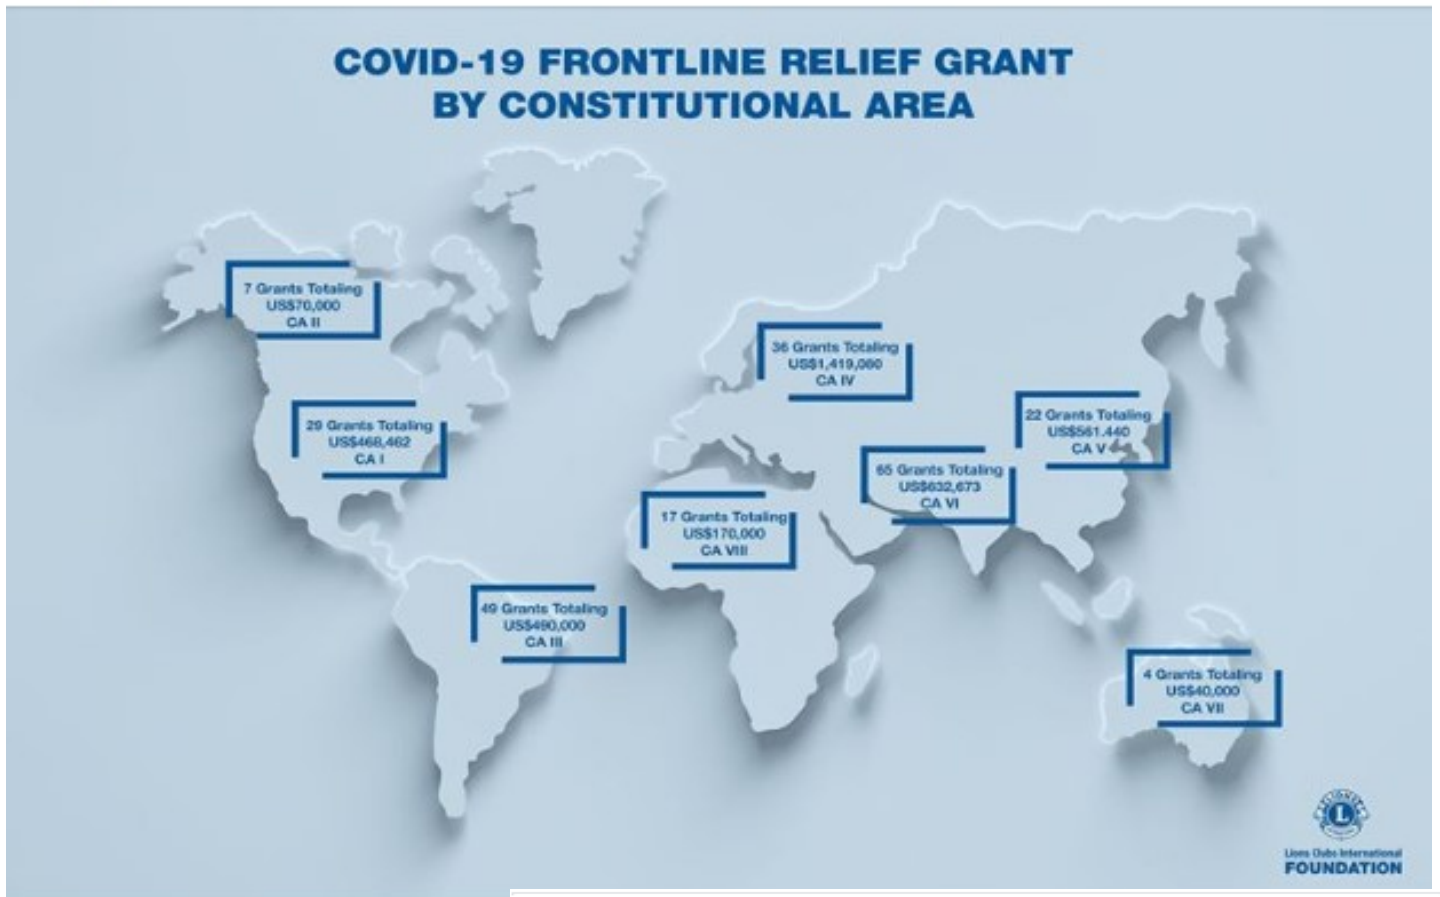 COVID-19 FRONTLINE RELIEF GRANT
BY CONSTITUTIONAL AREA
7 Grants Totaling
US$70,000
CA II
29 Grants Totaling
US$468,462
CA I
49 Grants Totaling
US$490,000
CA III
36 Grants Totaling
US$1,419,060
CA IV
17 Grants Totaling
US$170,000
CA VIII
65 Grants Totaling
US$632,673
CA VI
22 Grants Totaling
US$561.440
CA V
4 Grants Totaling
US$40,000
CA VII
L
Lions Clubs International
FOUNDATION